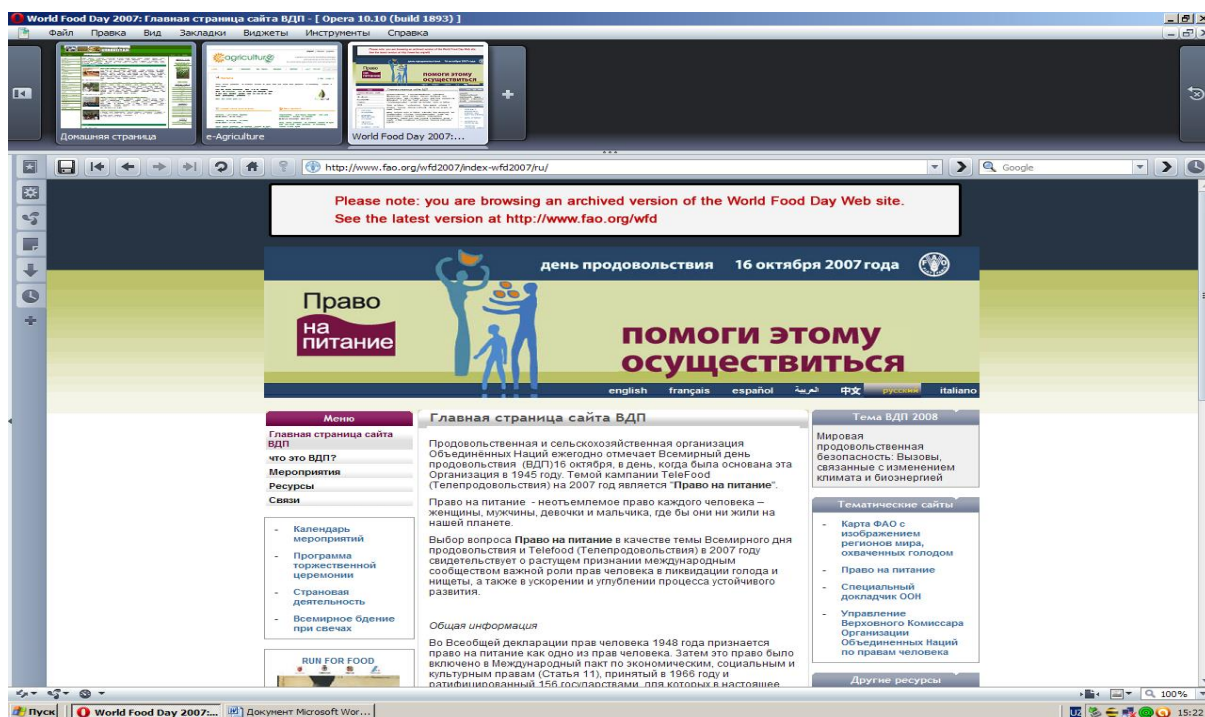 World Food Day 2007: Главная страница сайта ВДП - [ Opera 10.10 (build 1893) ]
Файл Правка Вид Закладки Виджеты Инструменты Справка
Домашняя страница
e-Agriculture
World Food Day 2007:...
http://www.fao.org/wfd2007/index-wfd2007/ru/
Google
Please note: you are browsing an archived version of the World Food Day Web site.
See the latest version at http://www.fao.org/wfd
день продовольствия 16 октября 2007 года
Право
на
питание
помоги этому
осуществиться
english français español العربية 中文 русский italiano
Меню
Главная страница сайта
ВДП
что это ВДП?
Мероприятия
Ресурсы
Связи
- Календарь
мероприятий
- Программа
торжественной
церемонии
- Страновая
деятельность
- Всемирное бдение
при свечах
RUN FOR FOOD
Главная страница сайта ВДП
Продовольственная и сельскохозяйственная организация
Объединённых Наций ежегодно отмечает Всемирный день
продовольствия (ВДП)16 октября, в день, когда была основана эта
Организация в 1945 году. Темой кампании TeleFood
(Телепродовольствия) на 2007 год является "Право на питание".
Право на питание - неотъемлемое право каждого человека –
женщины, мужчины, девочки и мальчика, где бы они ни жили на
нашей планете.
Выбор вопроса Право на питание в качестве темы Всемирного дня
продовольствия и Telefood (Телепродовольствия) в 2007 году
свидетельствует о растущем признании международным
сообществом важной роли прав человека в ликвидации голода и
нищеты, а также в ускорении и углублении процесса устойчивого
развития.
Общая информация
Во Всеобщей декларации прав человека 1948 года признается
право на питание как одно из прав человека. Затем это право было
включено в Международный пакт по экономическим, социальным и
культурным правам (Статья 11), принятый в 1966 году и
ратифицированный 156 государствами, для которых в настоящее
Тема ВДП 2008
Мировая
продовольственная
безопасность: Вызовы,
связанные с изменением
климата и биоэнергией
Тематические сайты
- Карта ФАО с
изображением
регионов мира,
охваченных голодом
- Право на питание
- Специальный
докладчик ООН
- Управление
Верховного Комиссара
Организации
Объединенных Наций
по правам человека
Другие ресурсы
100%
Пуск World Food Day 2007:... Документ Microsoft Wor... UZ 15:22